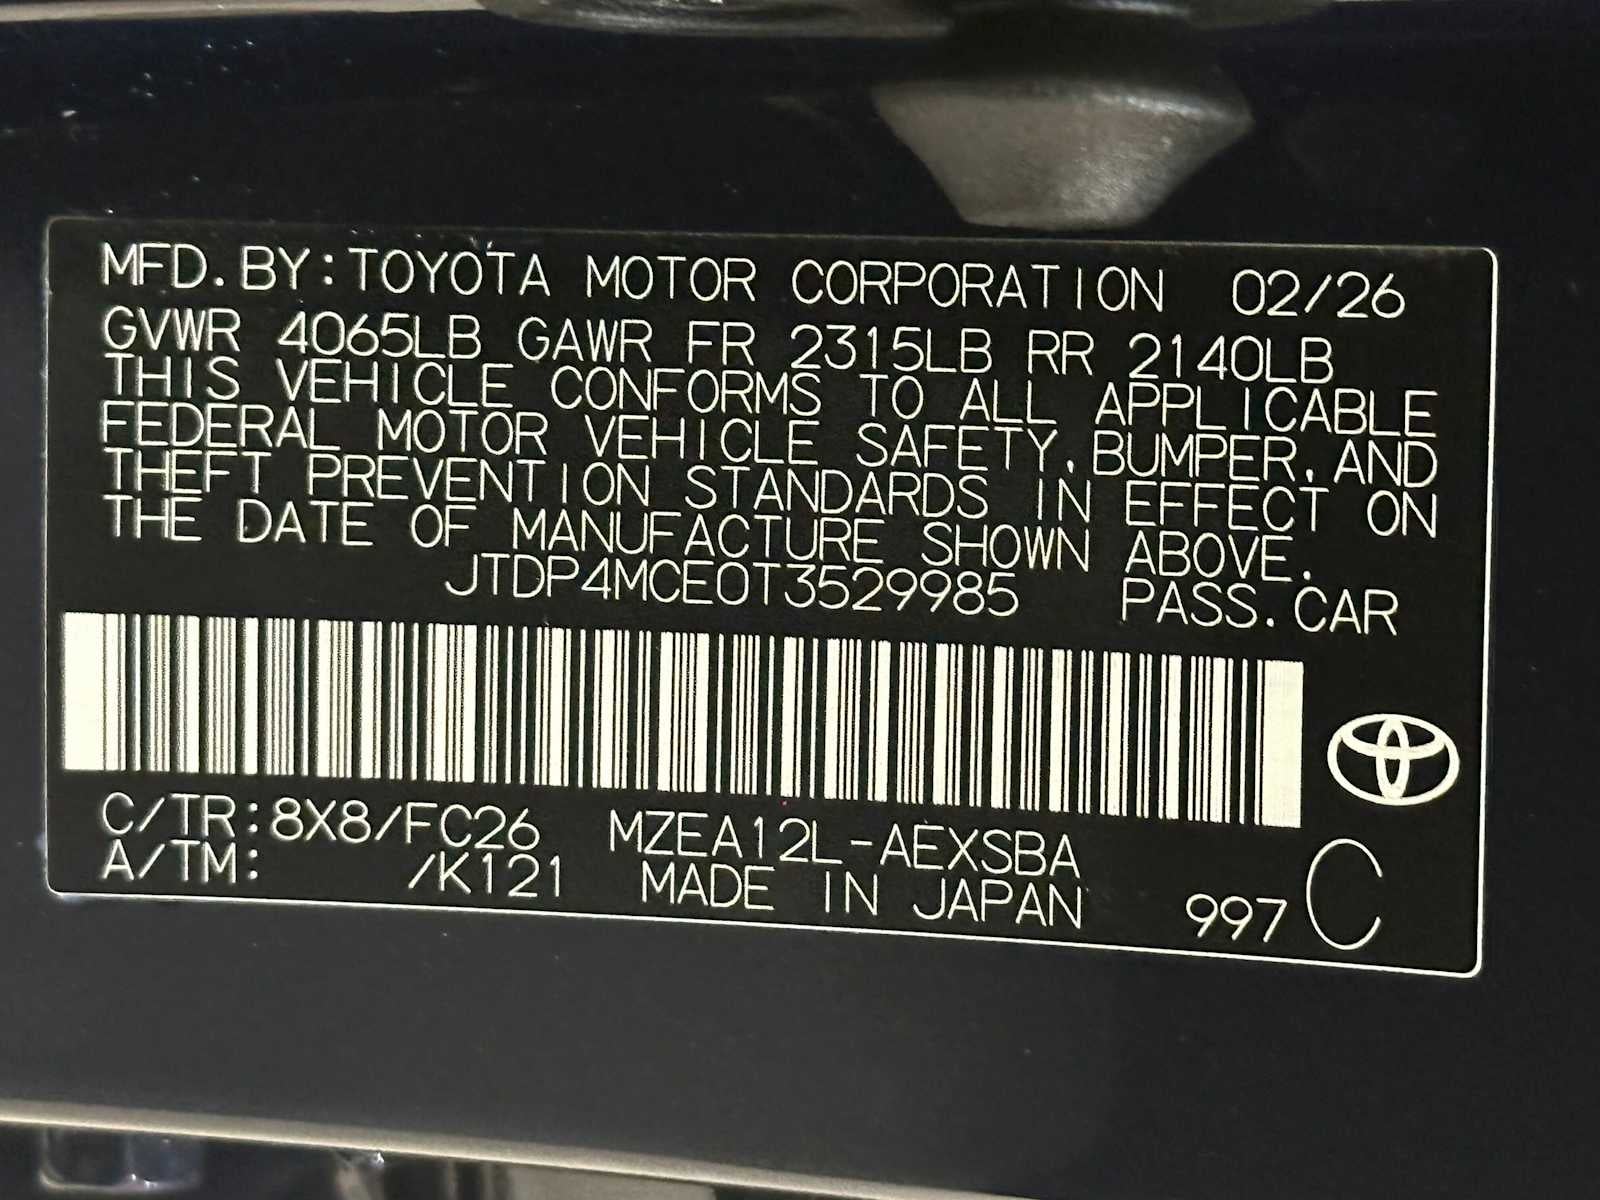 MFD. BY: TOYOTA MOTOR CORPORATION 02/26
GVWR 4065LB GAWR FR 2315LB RR 2140LB
THIS VEHICLE CONFORMS TO ALL APPLICABLE
FEDERAL MOTOR VEHICLE SAFETY, BUMPER, AND
THEFT PREVENTION STANDARDS IN EFFECT ON
THE DATE OF MANUFACTURE SHOWN ABOVE.
JTDP4MCE0T3529985 PASS. CAR
C/TR: 8X8/FC26 MZEA12L-AEXSBA
A/TM: /K121 MADE IN JAPAN 997 C